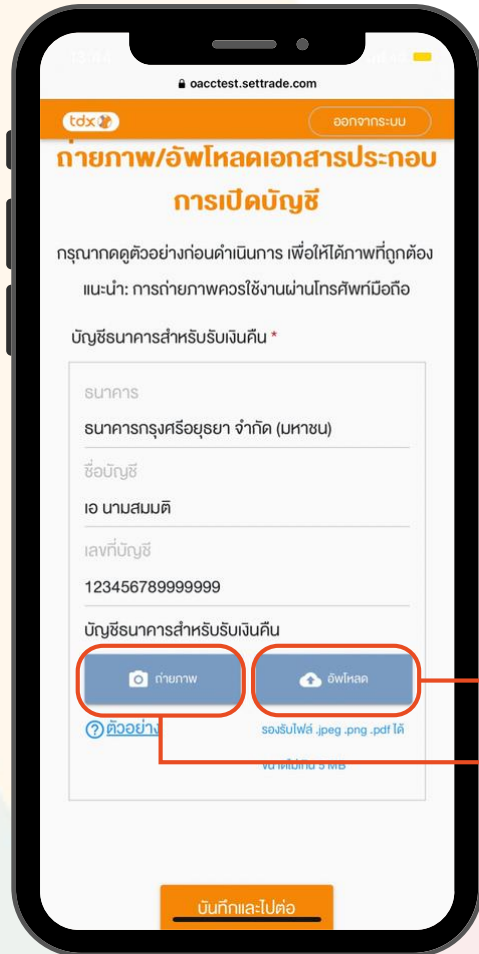 oacctest.settrade.com
tdx
ออกจากระบบ
ถ่ายภาพ/อัพโหลดเอกสารประกอบ
การเปิดบัญชี
กรุณากดดูตัวอย่างก่อนดำเนินการ เพื่อให้ได้ภาพที่ถูกต้อง
แนะนำ: การถ่ายภาพควรใช้งานผ่านโทรศัพท์มือถือ
บัญชีธนาคารสำหรับรับเงินคืน *
ธนาคาร
ธนาคารกรุงศรีอยุธยา จำกัด (มหาชน)
ชื่อบัญชี
เอ นามสมมติ
เลขที่บัญชี
123456789999999
บัญชีธนาคารสำหรับรับเงินคืน
ถ่ายภาพ
อัพโหลด
ตัวอย่าง
รองรับไฟล์ .jpeg .png .pdf ได้
ขนาดไม่เกิน 5 MB
บันทึกและไปต่อ